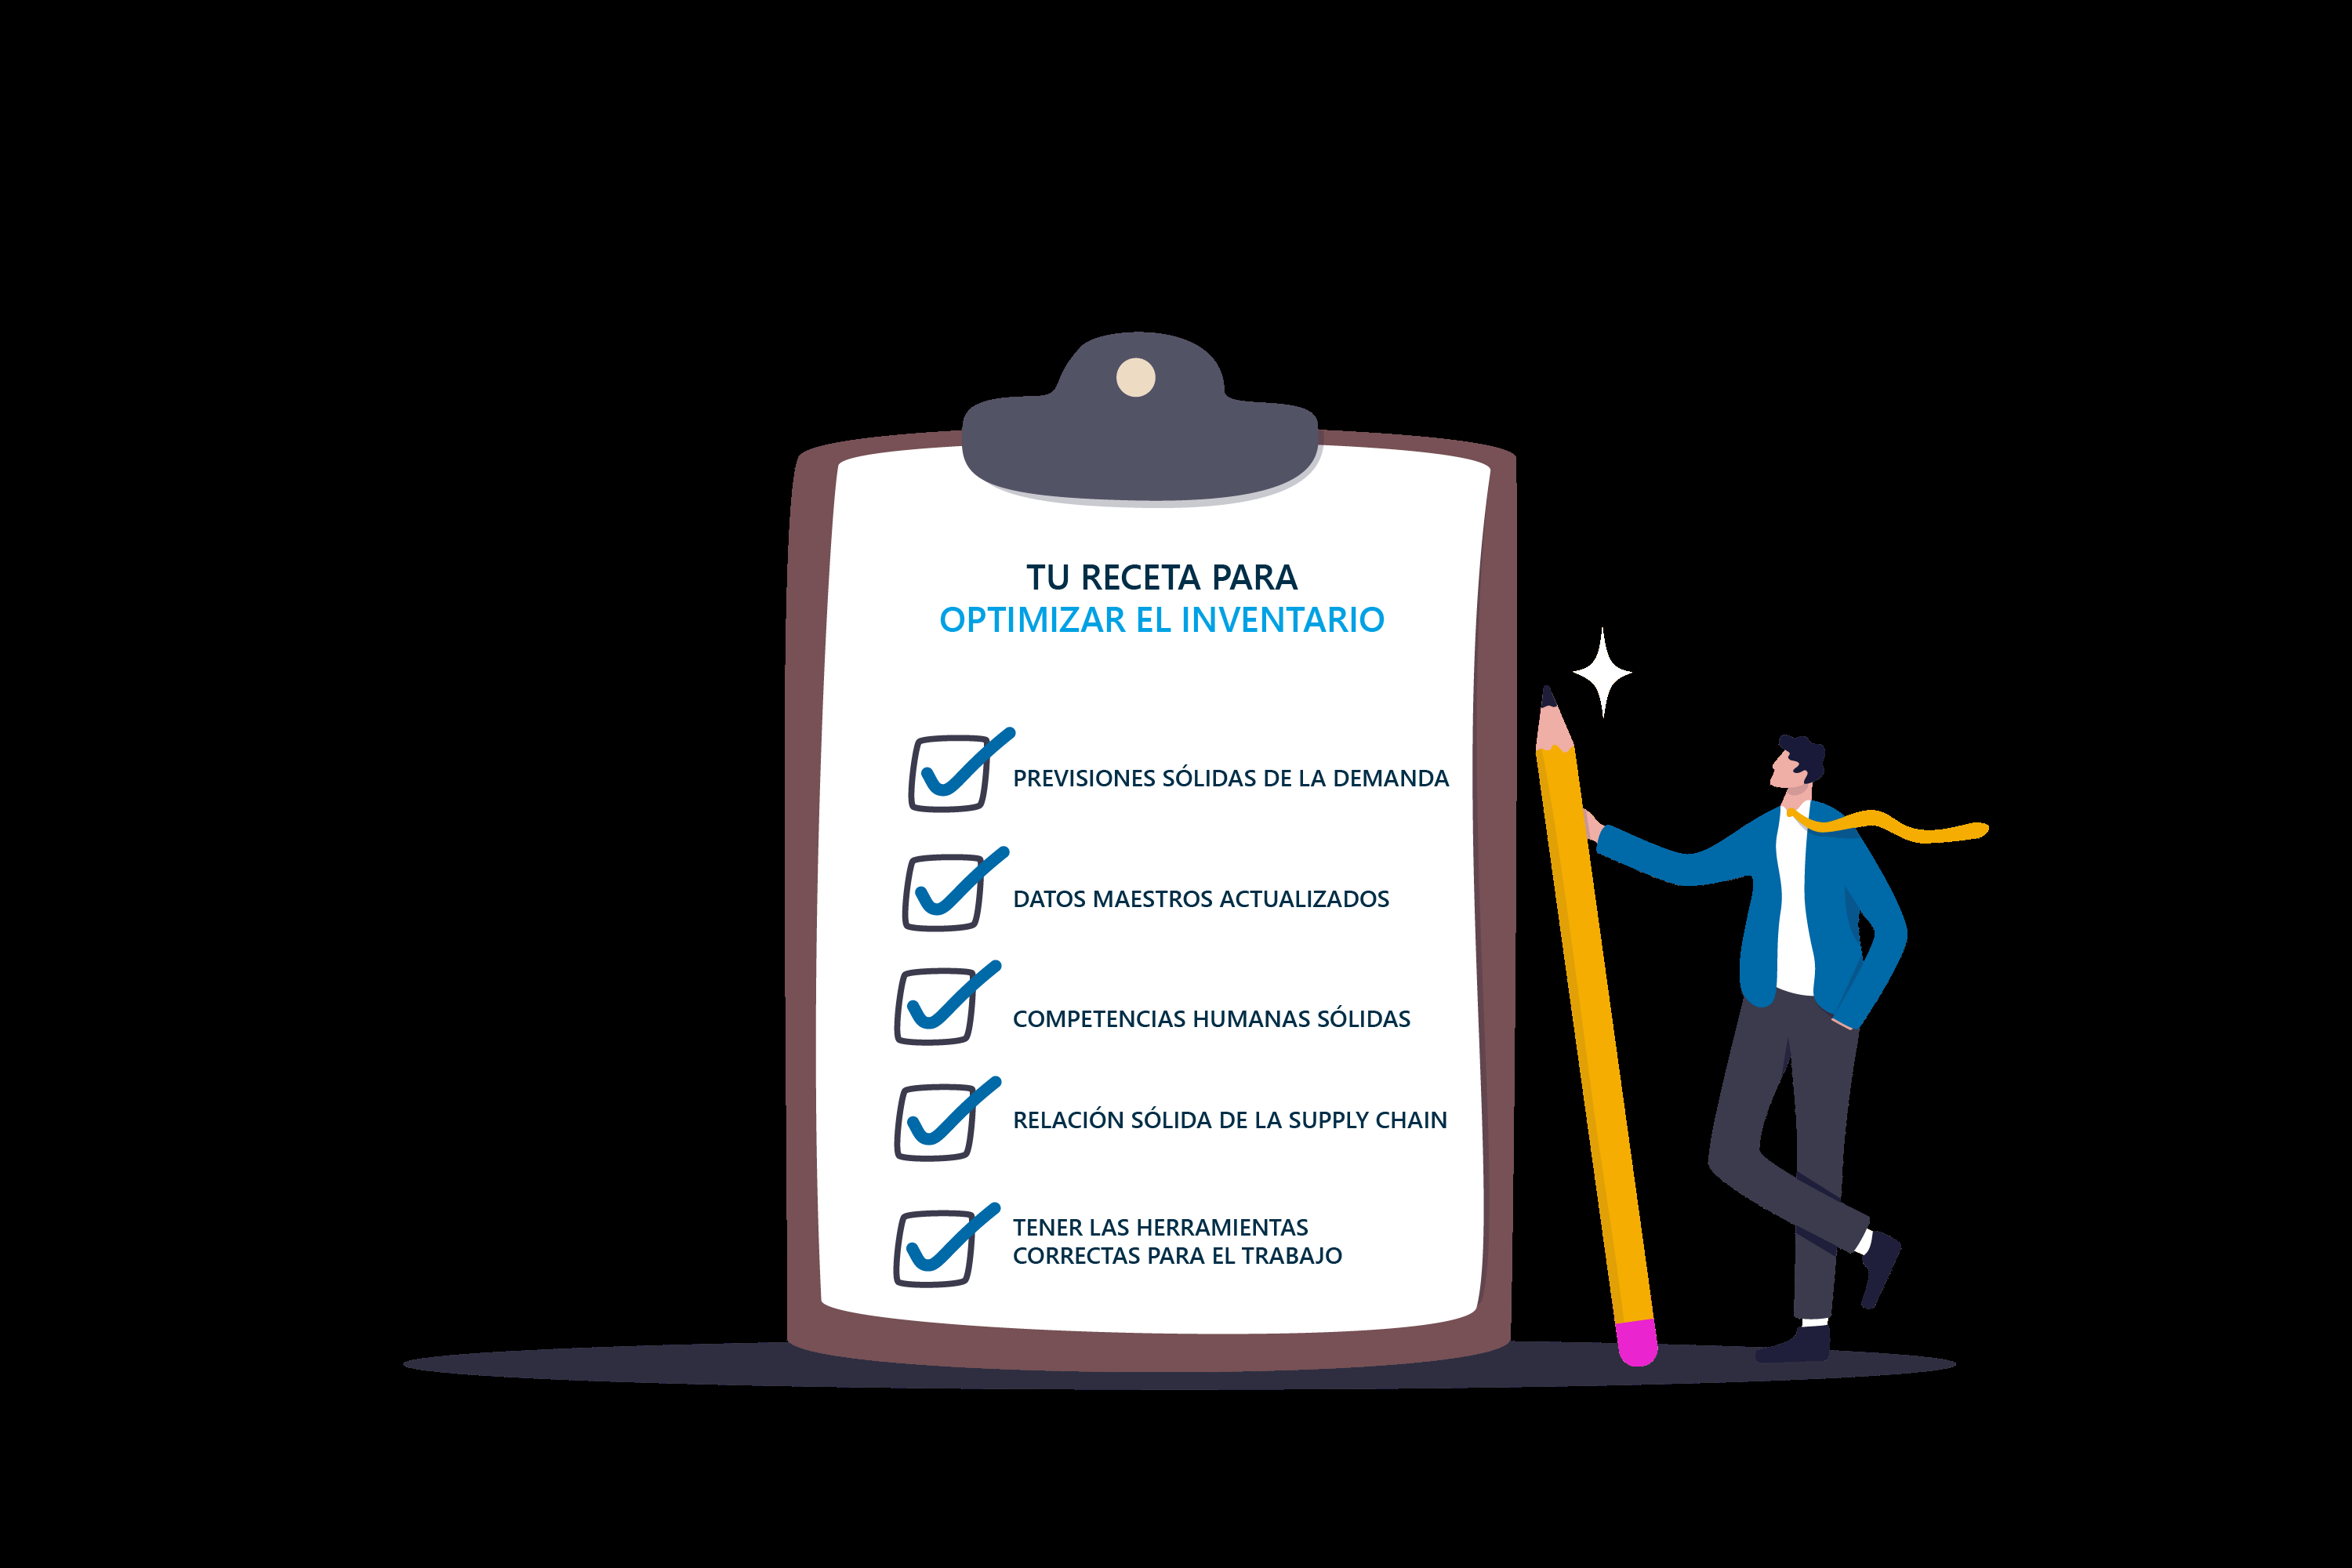 TU RECETA PARA
OPTIMIZAR EL INVENTARIO
PREVISIONES SÓLIDAS DE LA DEMANDA
DATOS MAESTROS ACTUALIZADOS
COMPETENCIAS HUMANAS SÓLIDAS
RELACIÓN SÓLIDA DE LA SUPPLY CHAIN
TENER LAS HERRAMIENTAS
CORRECTAS PARA EL TRABAJO